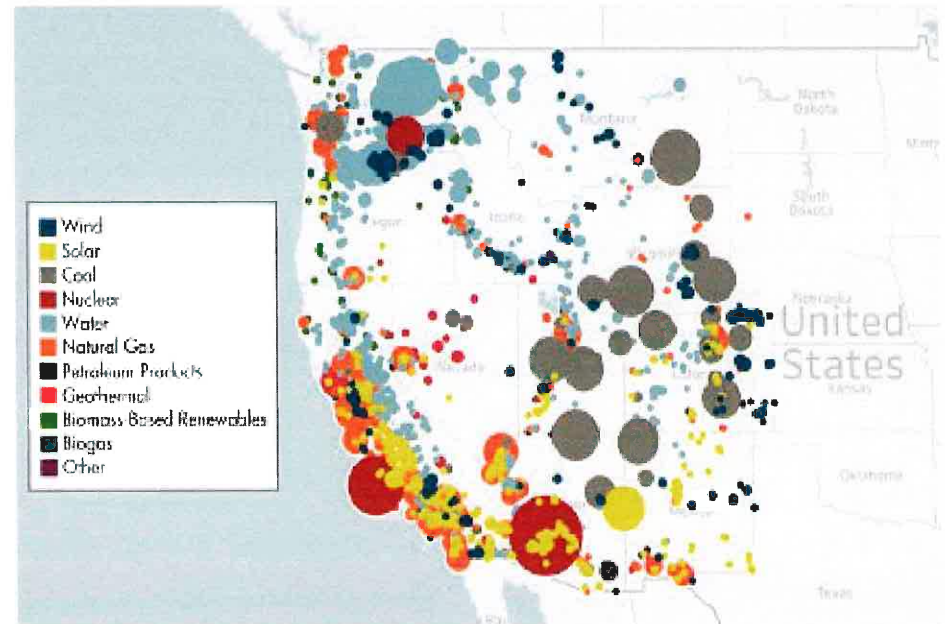 Wind
Solar
Coal
Nuclear
Water
Natural Gas
Petroleum Products
Geothermal
Biomass-Based Renewables
Biogas
Other
North
Dakota
Montana
South
Dakota
Idaho
Nebraska
United
States
Nevada
Kansas
Oklahoma
Texas